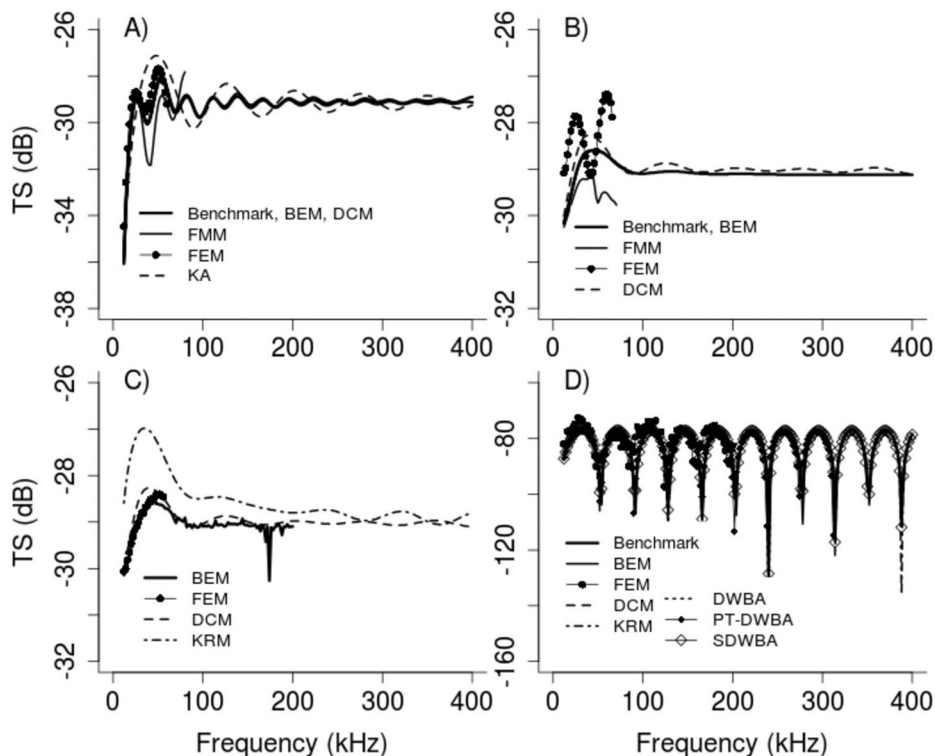 A)
-26
-30
-34
-38
TS (dB)
Benchmark, BEM, DCM
FMM
FEM
KA
0 100 200 300 400
B)
-28
-30
-32
Benchmark, BEM
FMM
FEM
DCM
0 100 200 300 400
C)
-26
-28
-30
-32
TS (dB)
BEM
FEM
DCM
KRM
0 100 200 300 400
Frequency (kHz)
D)
-80
-120
-160
Benchmark
BEM
FEM
DCM
KRM
DWBA
PT-DWBA
SDWBA
0 100 200 300 400
Frequency (kHz)